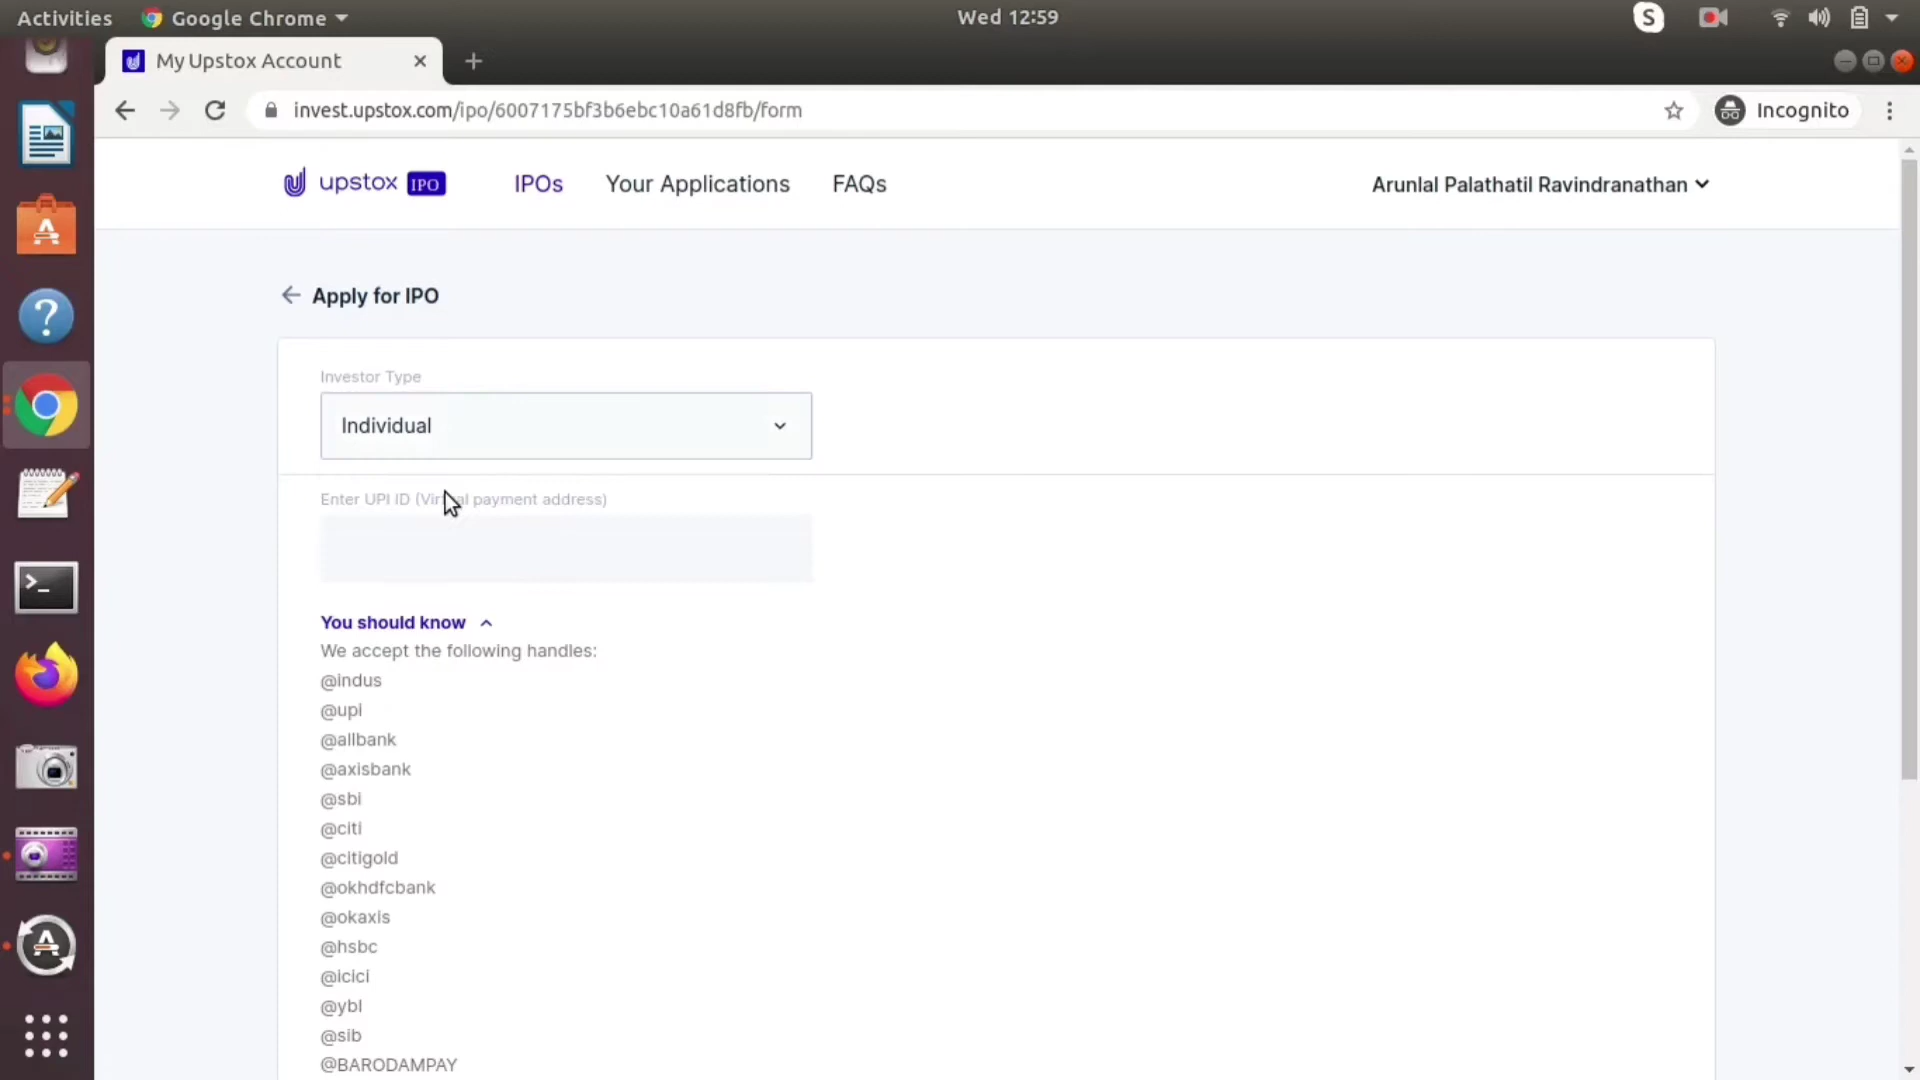 Activities
Google Chrome
Wed 12:59
S
My Upstox Account
invest.upstox.com/ipo/6007175bf3b6ebc10a61d8fb/form
Incognito
upstox IPO
IPOs
Your Applications
FAQs
Arunlal Palathatil Ravindranathan
Apply for IPO
Investor Type
Individual
Enter UPI ID (Virtual payment address)
You should know
We accept the following handles:
@indus
@upi
@allbank
@axisbank
@sbi
@citi
@citigold
@okhdfcbank
@okaxis
@hsbc
@icici
@ybl
@sib
@BARODAMPAY